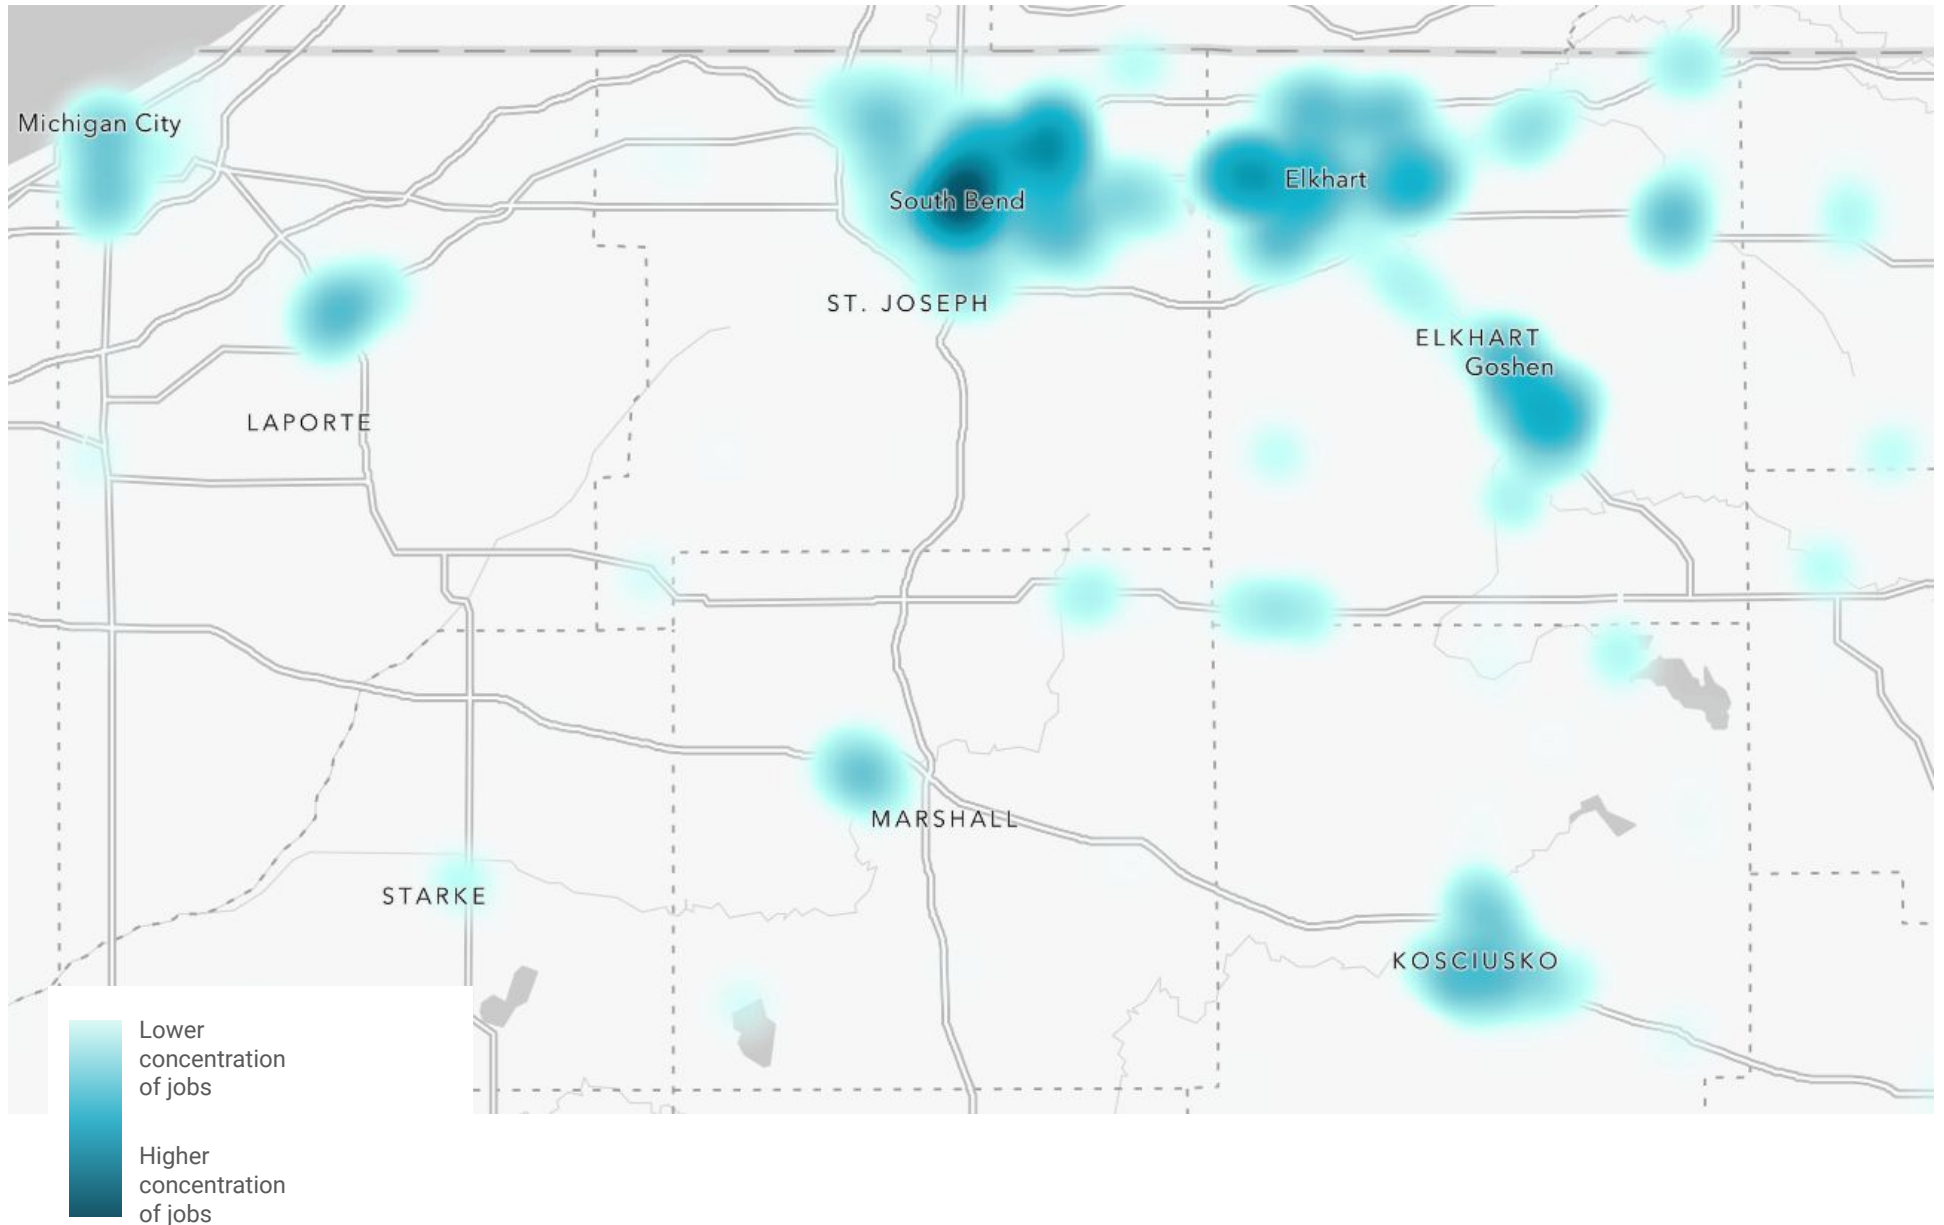 Michigan City
Elkhart
South Bend
ST. JOSEPH
ELKHART
Goshen
LAPORTE
MARSHALL
STARKE
KOSCIUSKO
Lower
concentration
of jobs
Higher
concentration
of jobs